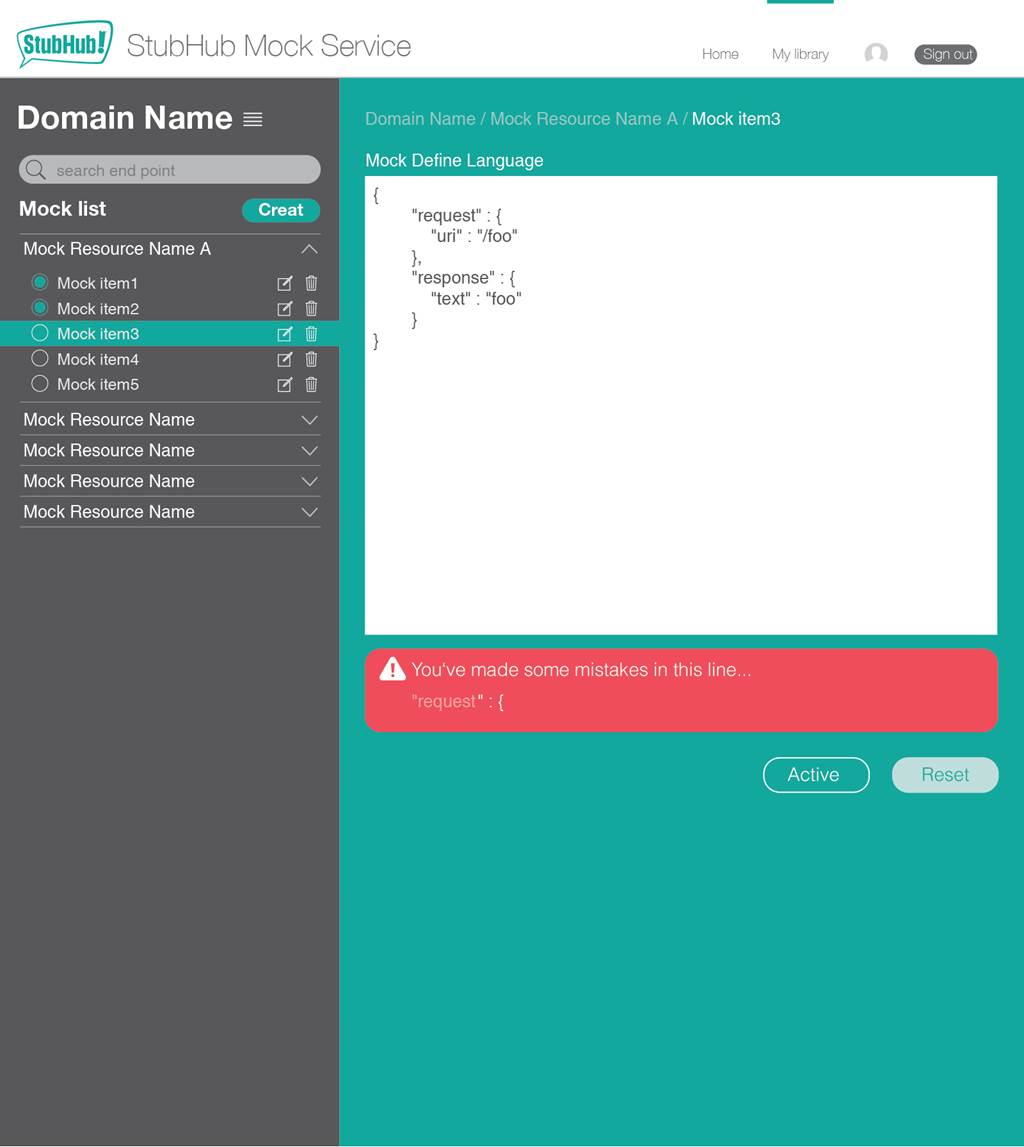 StubHub!
StubHub Mock Service
Home
My library
Sign out
Domain Name
search end point
Mock list
Creat
Mock Resource Name A
Mock item1
Mock item2
Mock item3
Mock item4
Mock item5
Mock Resource Name
Mock Resource Name
Mock Resource Name
Mock Resource Name
Domain Name / Mock Resource Name A / Mock item3
Mock Define Language
{
"request" : {
"uri" : "/foo"
},
"response" : {
"text" : "foo"
}
}
You've made some mistakes in this line...
"request" : {
Active
Reset